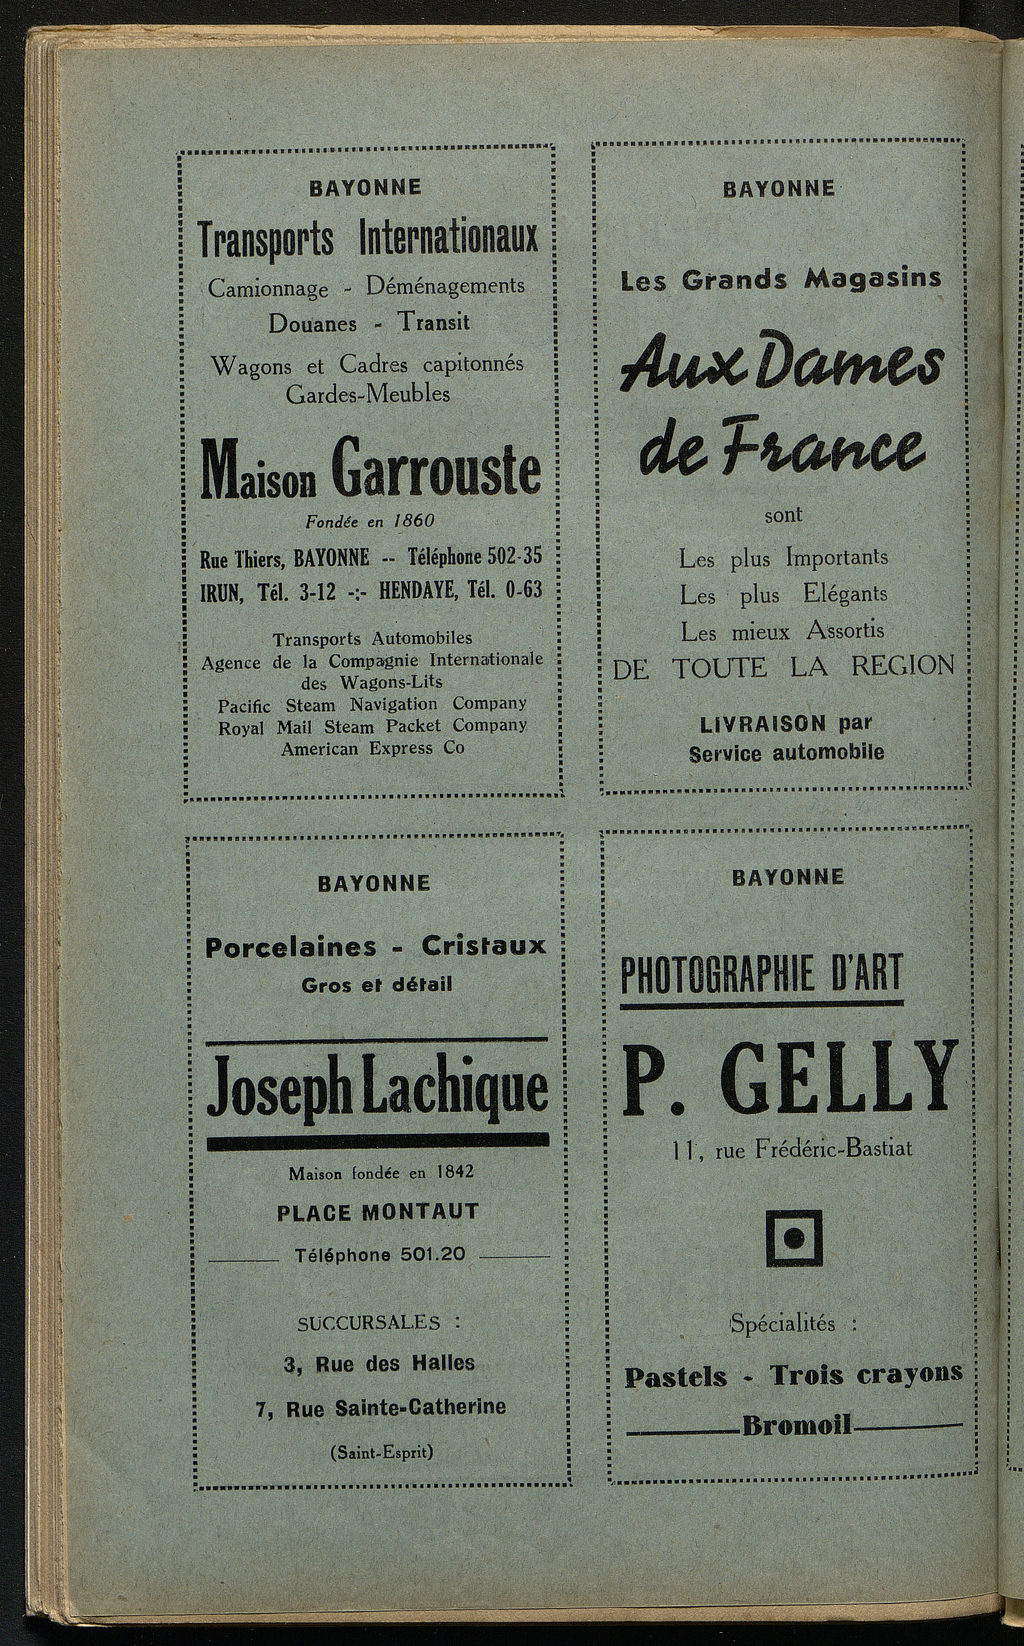 BAYONNE
Transports Internationaux
Camionnage - Déménagements
Douanes - Transit
Wagons et Cadres capitonnés
Gardes-Meubles
Maison Garrouste
Fondée en 1860
Rue Thiers, BAYONNE -- Téléphone 502-35
IRUN, Tél. 3-12 -:- HENDAYE, Tél. 0-63
Transports Automobiles
Agence de la Compagnie Internationale
des Wagons-Lits
Pacific Steam Navigation Company
Royal Mail Steam Packet Company
American Express Co
BAYONNE
Les Grands Magasins
Aux Dames
de France
sont
Les plus Importants
Les plus Elégants
Les mieux Assortis
DE TOUTE LA REGION
LIVRAISON par
Service automobile
BAYONNE
Porcelaines - Cristaux
Gros et détail
Joseph Lachique
Maison fondée en 1842
PLACE MONTAUT
Téléphone 501.20
SUCCURSALES :
3, Rue des Halles
7, Rue Sainte-Catherine
(Saint-Esprit)
BAYONNE
PHOTOGRAPHIE D'ART
P. GELLY
11, rue Frédéric-Bastiat
Spécialités :
Pastels - Trois crayons
Bromoil